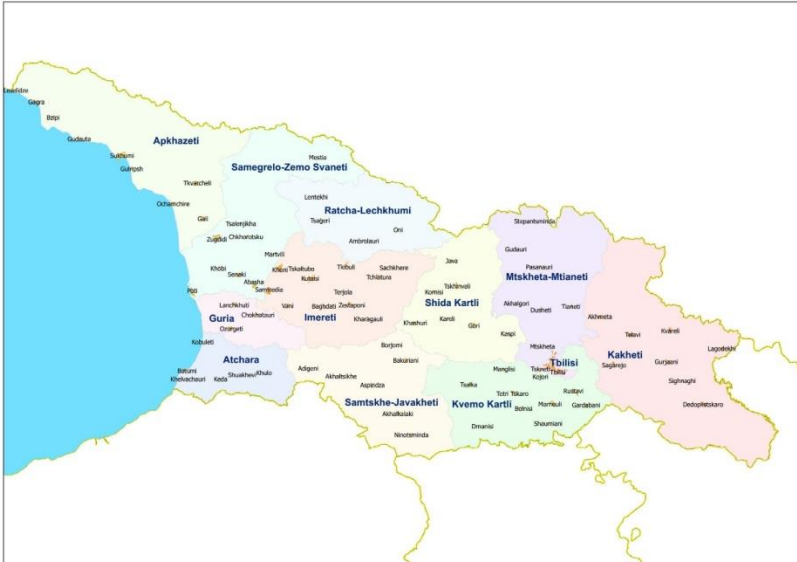 Gagra
Bzipi
Gudauta
Apkhazeti
Sukhumi
Gulripsh
Tkvarcheli
Ochamchire
Gali
Mestia
Samegrelo-Zemo Svaneti
Lentekhi
Ratcha-Lechkhumi
Tsageri
Oni
Ambrolauri
Tsalenjikha
Chkhorotsku
Zugdidi
Martvili
Khobi
Senaki
Abasha
Samtredia
Poti
Khoni
Tskaltubo
Kutaisi
Tkibuli
Sachkhere
Tchiatura
Terjola
Vani
Baghdati
Zestaponi
Imereti
Kharagauli
Lanchkhuti
Guria
Chokhatauri
Ozurgeti
Kobuleti
Atchara
Batumi
Khelvachauri
Keda
Shuakhevi
Khulo
Java
Tskhinvali
Kornisi
Shida Kartli
Khashuri
Kareli
Gori
Kaspi
Stepantsminda
Gudauri
Pasanauri
Mtskheta-Mtianeti
Akhalgori
Dusheti
Tianeti
Mtskheta
Tbilisi
Tskneti
Tbilisi
Kojori
Akhmeta
Telavi
Kvareli
Lagodekhi
Kakheti
Sagarejo
Gurjaani
Sighnaghi
Dedoplistskaro
Borjomi
Bakuriani
Adigeni
Akhaltsikhe
Aspindza
Samtskhe-Javakheti
Akhalkalaki
Ninotsminda
Manglisi
Tsalka
Tetri Tskaro
Kvemo Kartli
Bolnisi
Marneuli
Rustavi
Gardabani
Dmanisi
Shaumiani